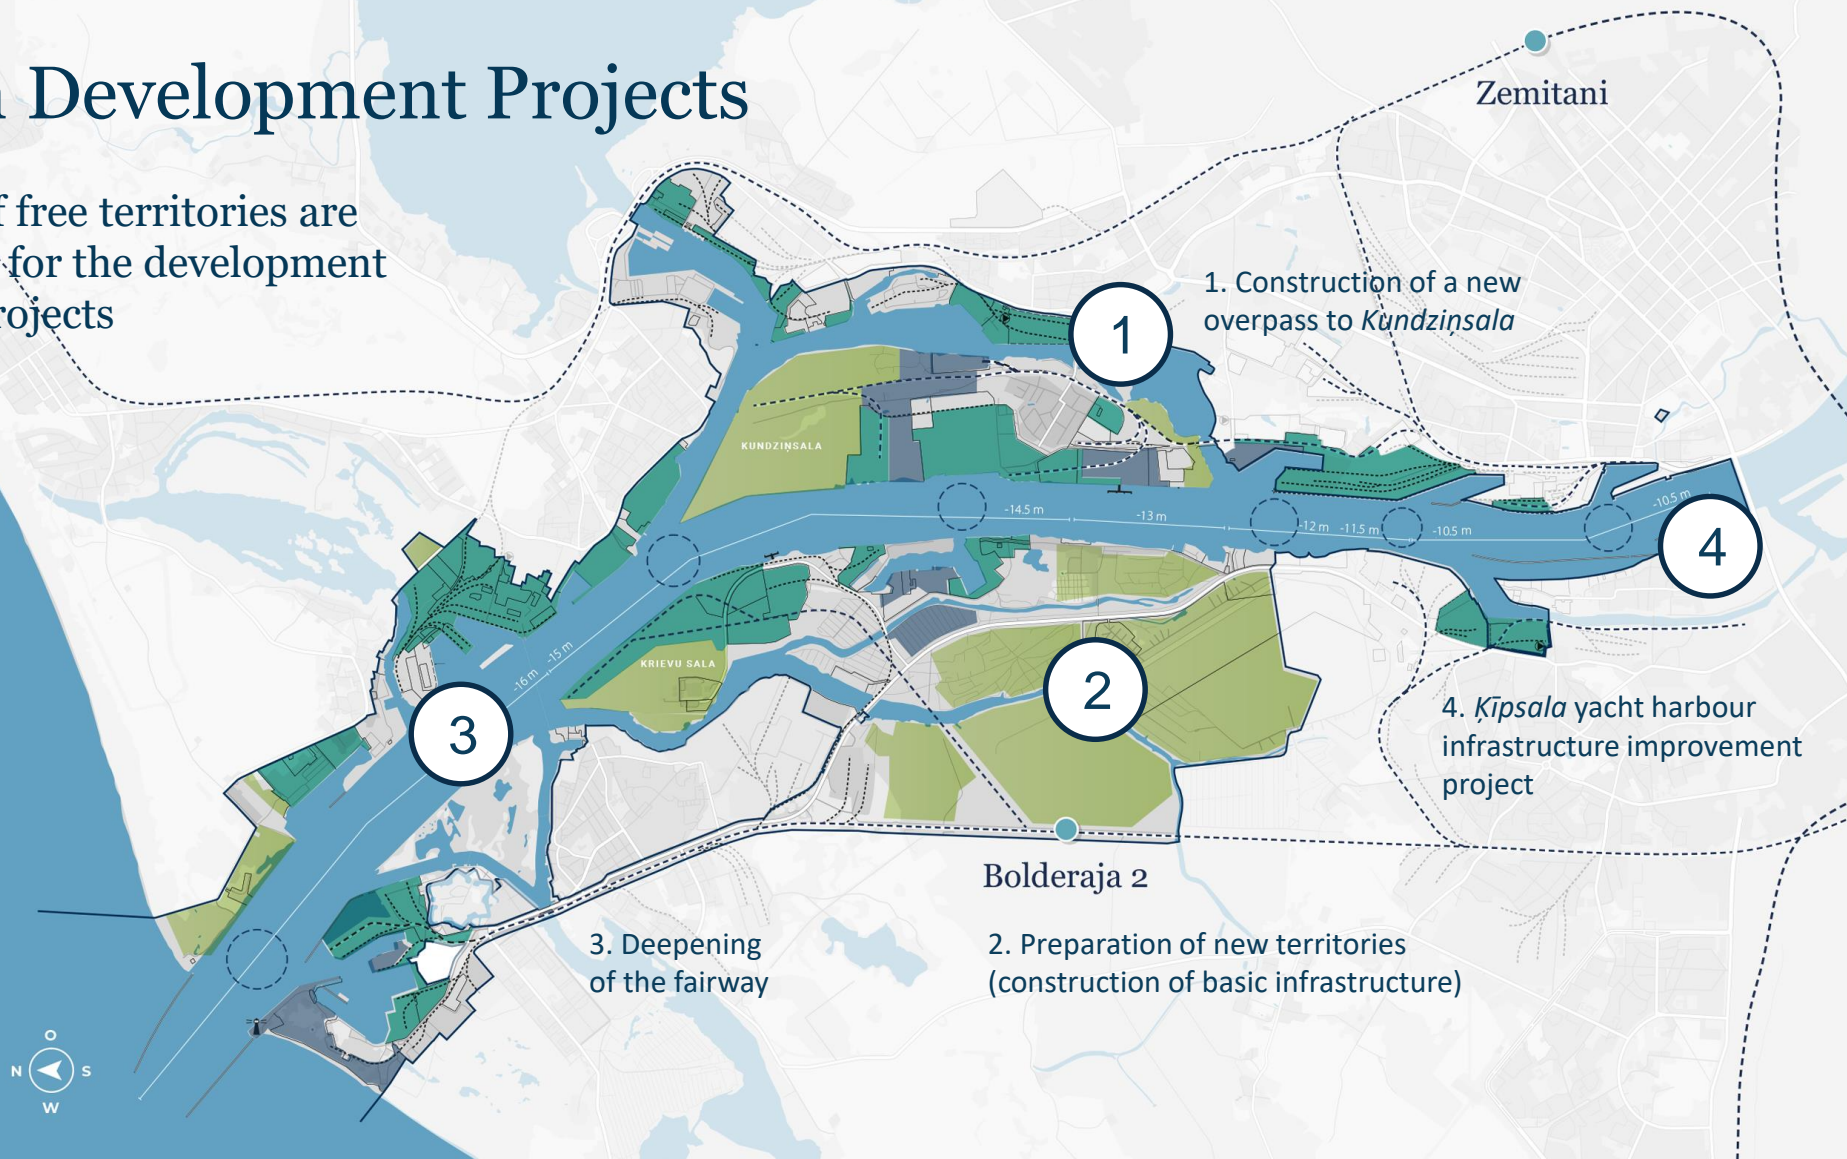 Development Projects
free territories are
for the development
rojects
Zemitani
1. Construction of a new
overpass to Kundziņsala
1
KUNDZIŅSALA
-14.5 m
-13 m
-12 m
-11.5 m
-10.5 m
-10.5 m
4
-15 m
-16 m
KRIEVU SALA
2
3
4. Ķīpsala yacht harbour
infrastructure improvement
project
Bolderaja 2
3. Deepening
of the fairway
2. Preparation of new territories
(construction of basic infrastructure)
O
N
S
W